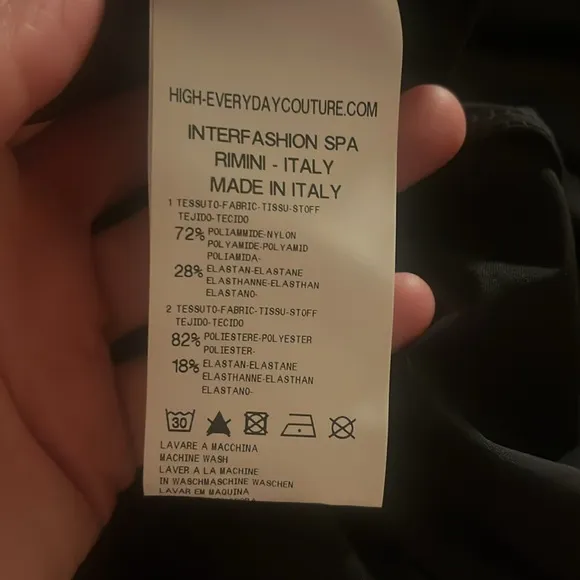 HIGH-EVERYDAYCOUTURE.COM
INTERFASHION SPA
RIMINI - ITALY
MADE IN ITALY
1 TESSUTO-FABRIC-TISSU-STOFF
TEJIDO-TECIDO
72% POLIAMMIDE-NYLON
POLYAMIDE-POLYAMID
POLIAMIDA-
28% ELASTAN-ELASTANE
ELASTHANNE-ELASTHAN
ELASTANO-
2 TESSUTO-FABRIC-TISSU-STOFF
TEJIDO-TECIDO
82% POLIESTERE-POLYESTER
POLIESTER-
18% ELASTAN-ELASTANE
ELASTHANNE-ELASTHAN
ELASTANO-
30
LAVARE A MACCHINA
MACHINE WASH
LAVER A LA MACHINE
IN WASCHMASCHINE WASCHEN
LAVAR EM MAQUINA